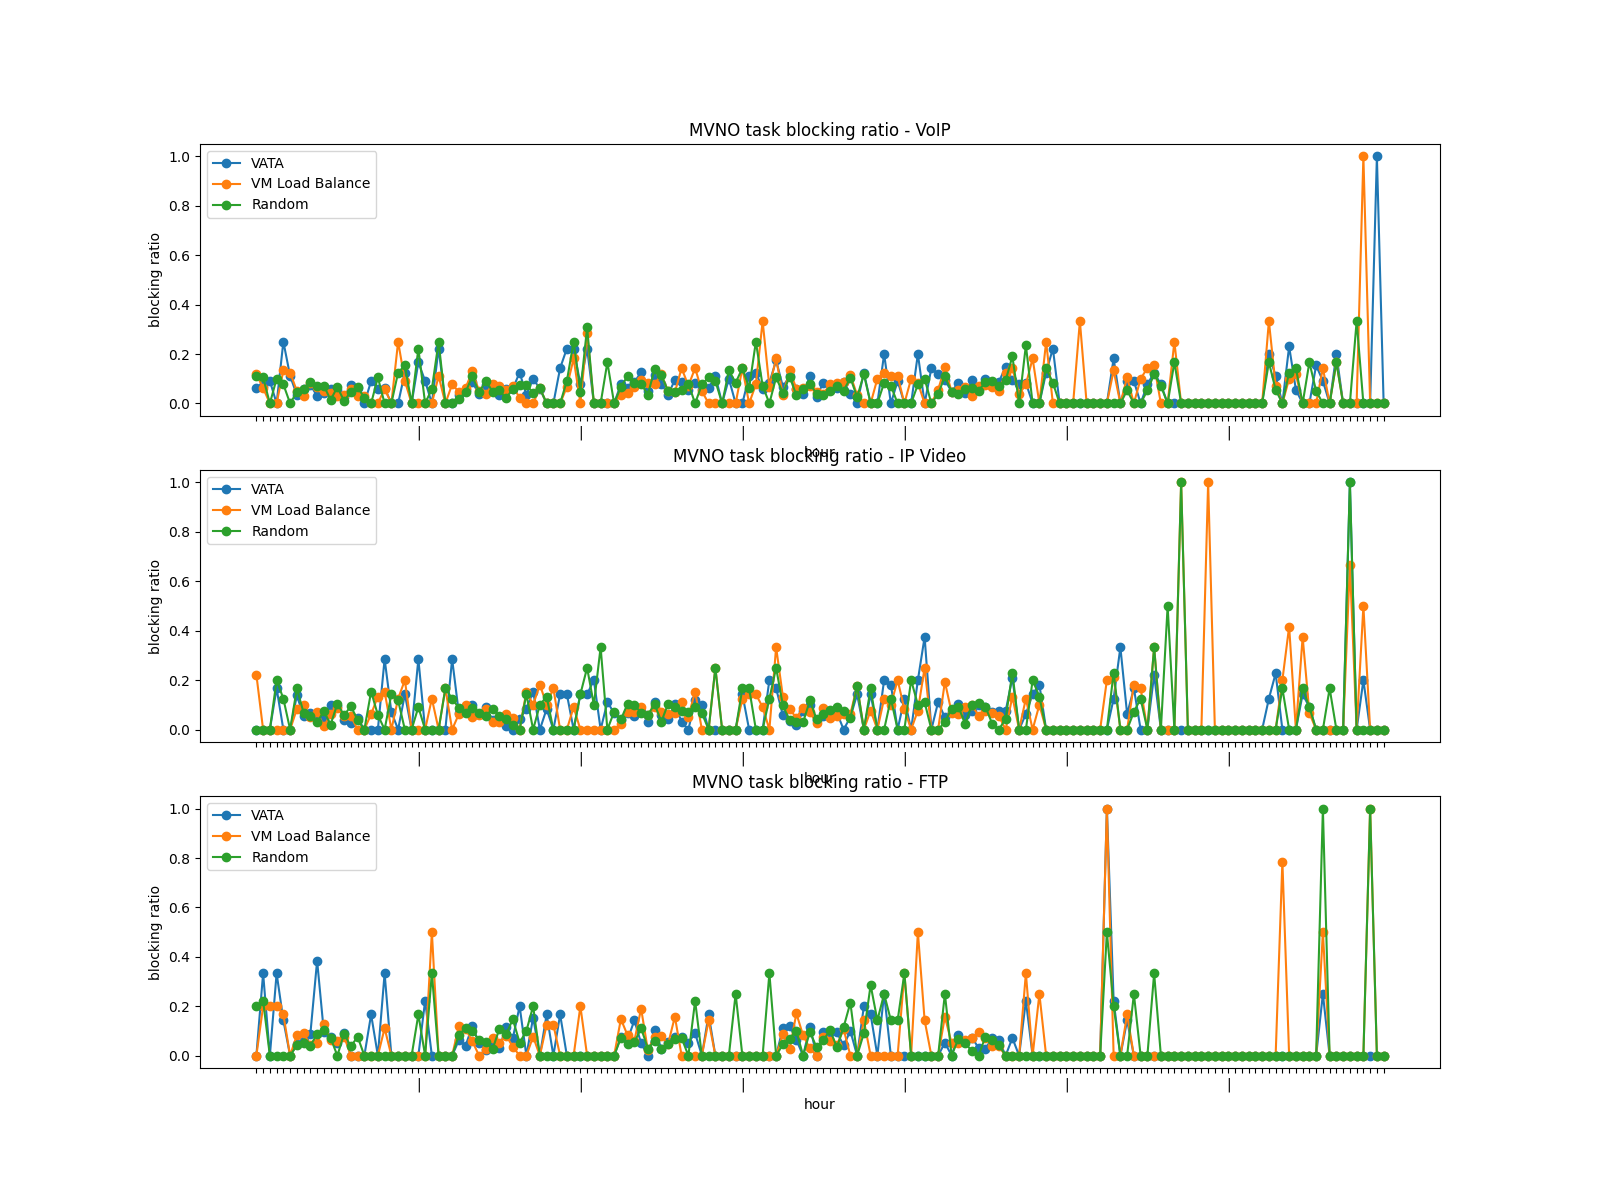 MVNO task blocking ratio - VoIP
1.0
0.8
0.6
0.4
0.2
0.0
blocking ratio
VATA
VM Load Balance
Random
hour
MVNO task blocking ratio - IP Video
1.0
0.8
0.6
0.4
0.2
0.0
blocking ratio
VATA
VM Load Balance
Random
hour
MVNO task blocking ratio - FTP
1.0
0.8
0.6
0.4
0.2
0.0
blocking ratio
VATA
VM Load Balance
Random
hour